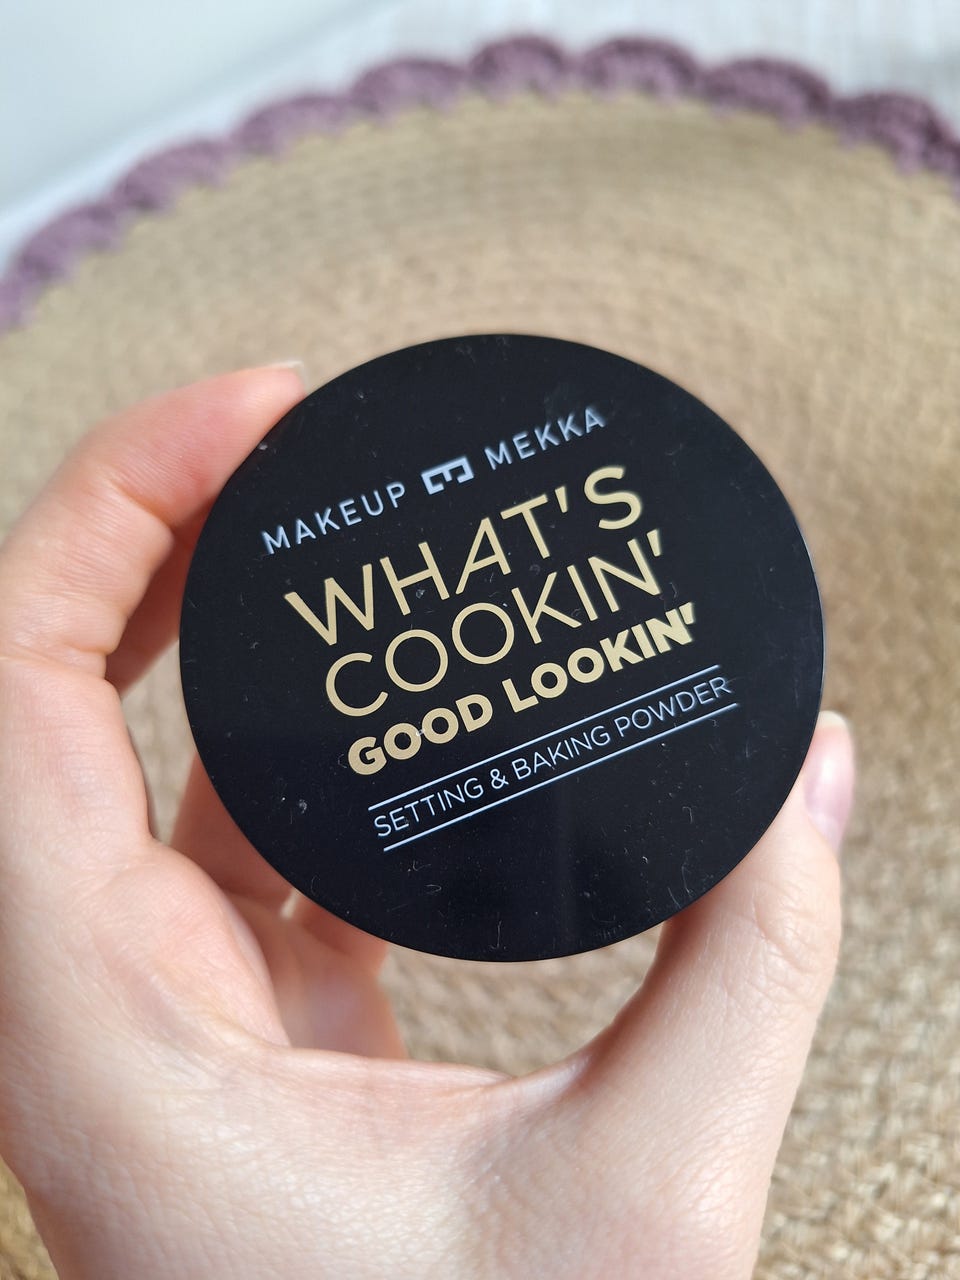 MAKEUP MEKKA
WHAT'S
COOKIN'
GOOD LOOKIN'
SETTING & BAKING POWDER